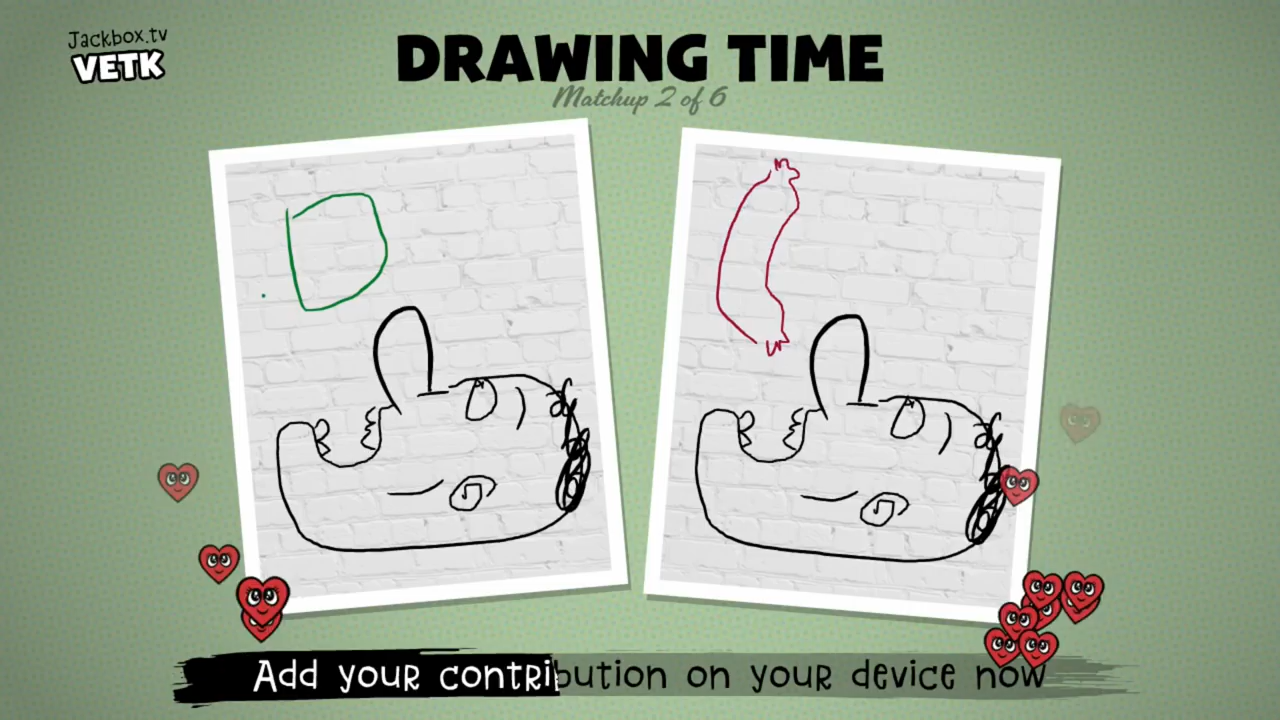 Jackbox.tv
VETK
DRAWING TIME
Matchup 2 of 6
Add your contribution on your device now